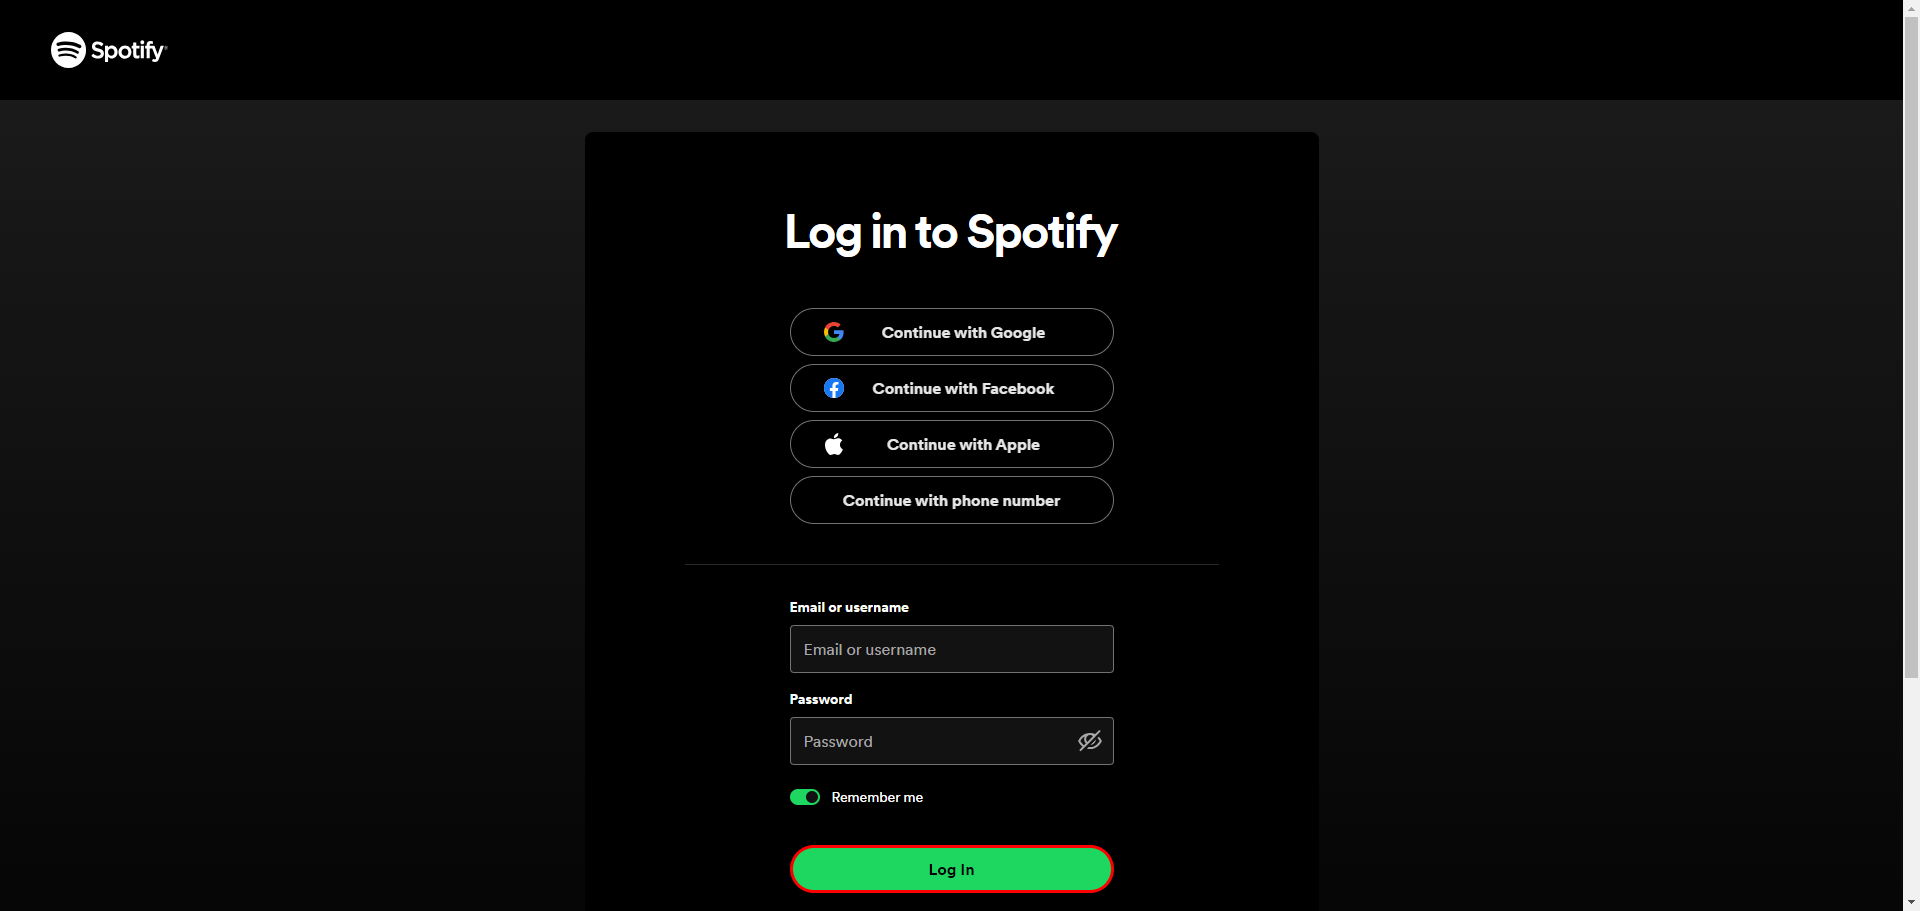 Spotify
Log in to Spotify
Continue with Google
Continue with Facebook
Continue with Apple
Continue with phone number
Email or username
Email or username
Password
Password
Remember me
Log In